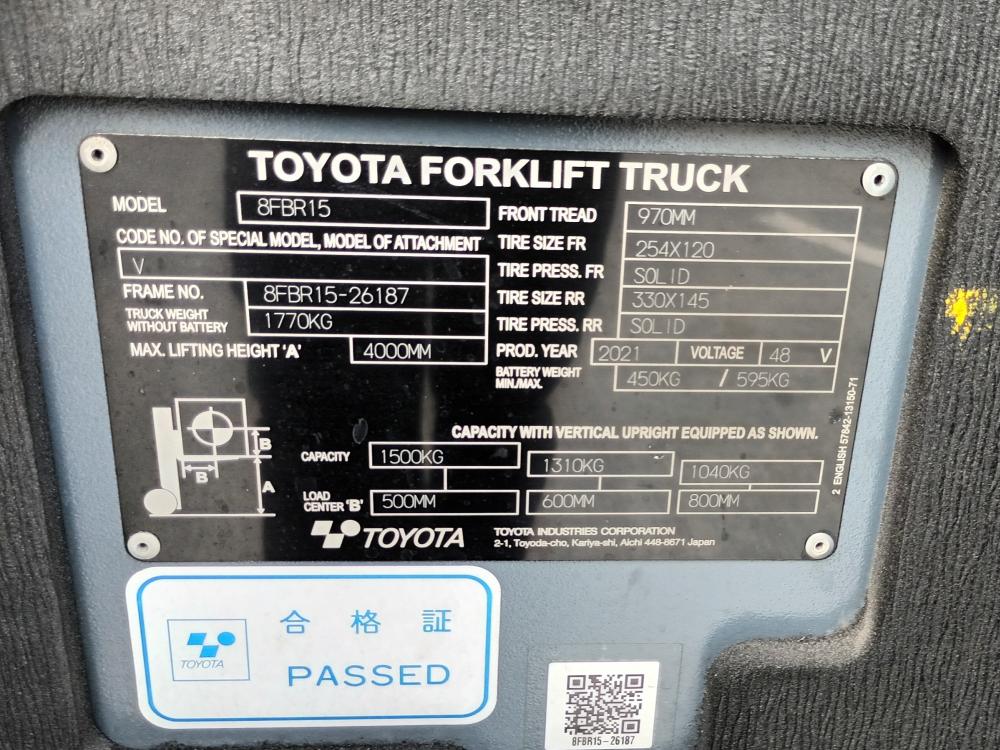 TOYOTA FORKLIFT TRUCK
MODEL 8FBR15
CODE NO. OF SPECIAL MODEL, MODEL OF ATTACHMENT
V
FRAME NO. 8FBR15-26187
TRUCK WEIGHT
WITHOUT BATTERY 1770KG
MAX. LIFTING HEIGHT 'A' 4000MM
FRONT TREAD 970MM
TIRE SIZE FR 254X120
TIRE PRESS. FR SOLID
TIRE SIZE RR 330X145
TIRE PRESS. RR SOLID
PROD. YEAR 2021 VOLTAGE 48 V
BATTERY WEIGHT
MIN./MAX. 450KG / 595KG
CAPACITY WITH VERTICAL UPRIGHT EQUIPPED AS SHOWN.
B
B
A
CAPACITY 1500KG 1310KG 1040KG
LOAD
CENTER 'B' 500MM 600MM 800MM
TOYOTA
TOYOTA INDUSTRIES CORPORATION
2-1, Toyoda-cho, Kariya-shi, Aichi 448-8671 Japan
2 ENGLISH 57842-13150-71
TOYOTA
合格証
PASSED
8FBR15-26187